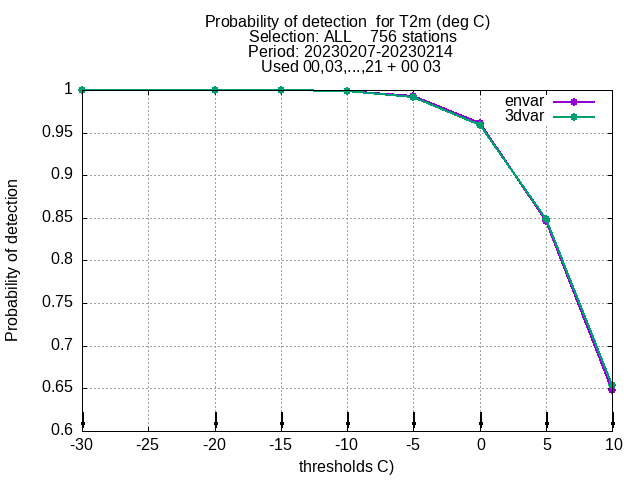 Probability of detection  for T2m (deg C)
Selection: ALL    756 stations
Period: 20230207-20230214
Used 00,03,...,21 + 00 03
envar
3dvar
1
0.95
0.9
0.85
0.8
0.75
0.7
0.65
0.6
Probability of detection
-30 -25 -20 -15 -10 -5 0 5 10
thresholds C)